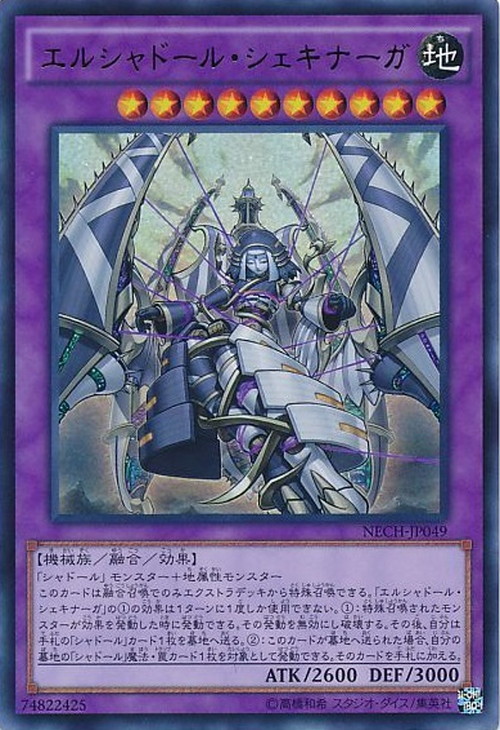 エルシャドール・シェキナーガ
地
NECH-JP049
【機械族/融合/効果】
「シャドール」モンスター+地属性モンスター
このカードは融合召喚でのみエクストラデッキから特殊召喚できる。「エルシャドール・
シェキナーガ」の①の効果は1ターンに1度しか使用できない。①:特殊召喚されたモンス
ターが効果を発動した時に発動できる。その発動を無効にし破壊する。その後、自分は
手札の「シャドール」カード1枚を墓地へ送る。②:このカードが墓地へ送られた場合、自分の
墓地の「シャドール」魔法・罠カード1枚を対象として発動できる。そのカードを手札に加える。
ATK/2600 DEF/3000
74822425
©高橋和希 スタジオ・ダイス/集英社